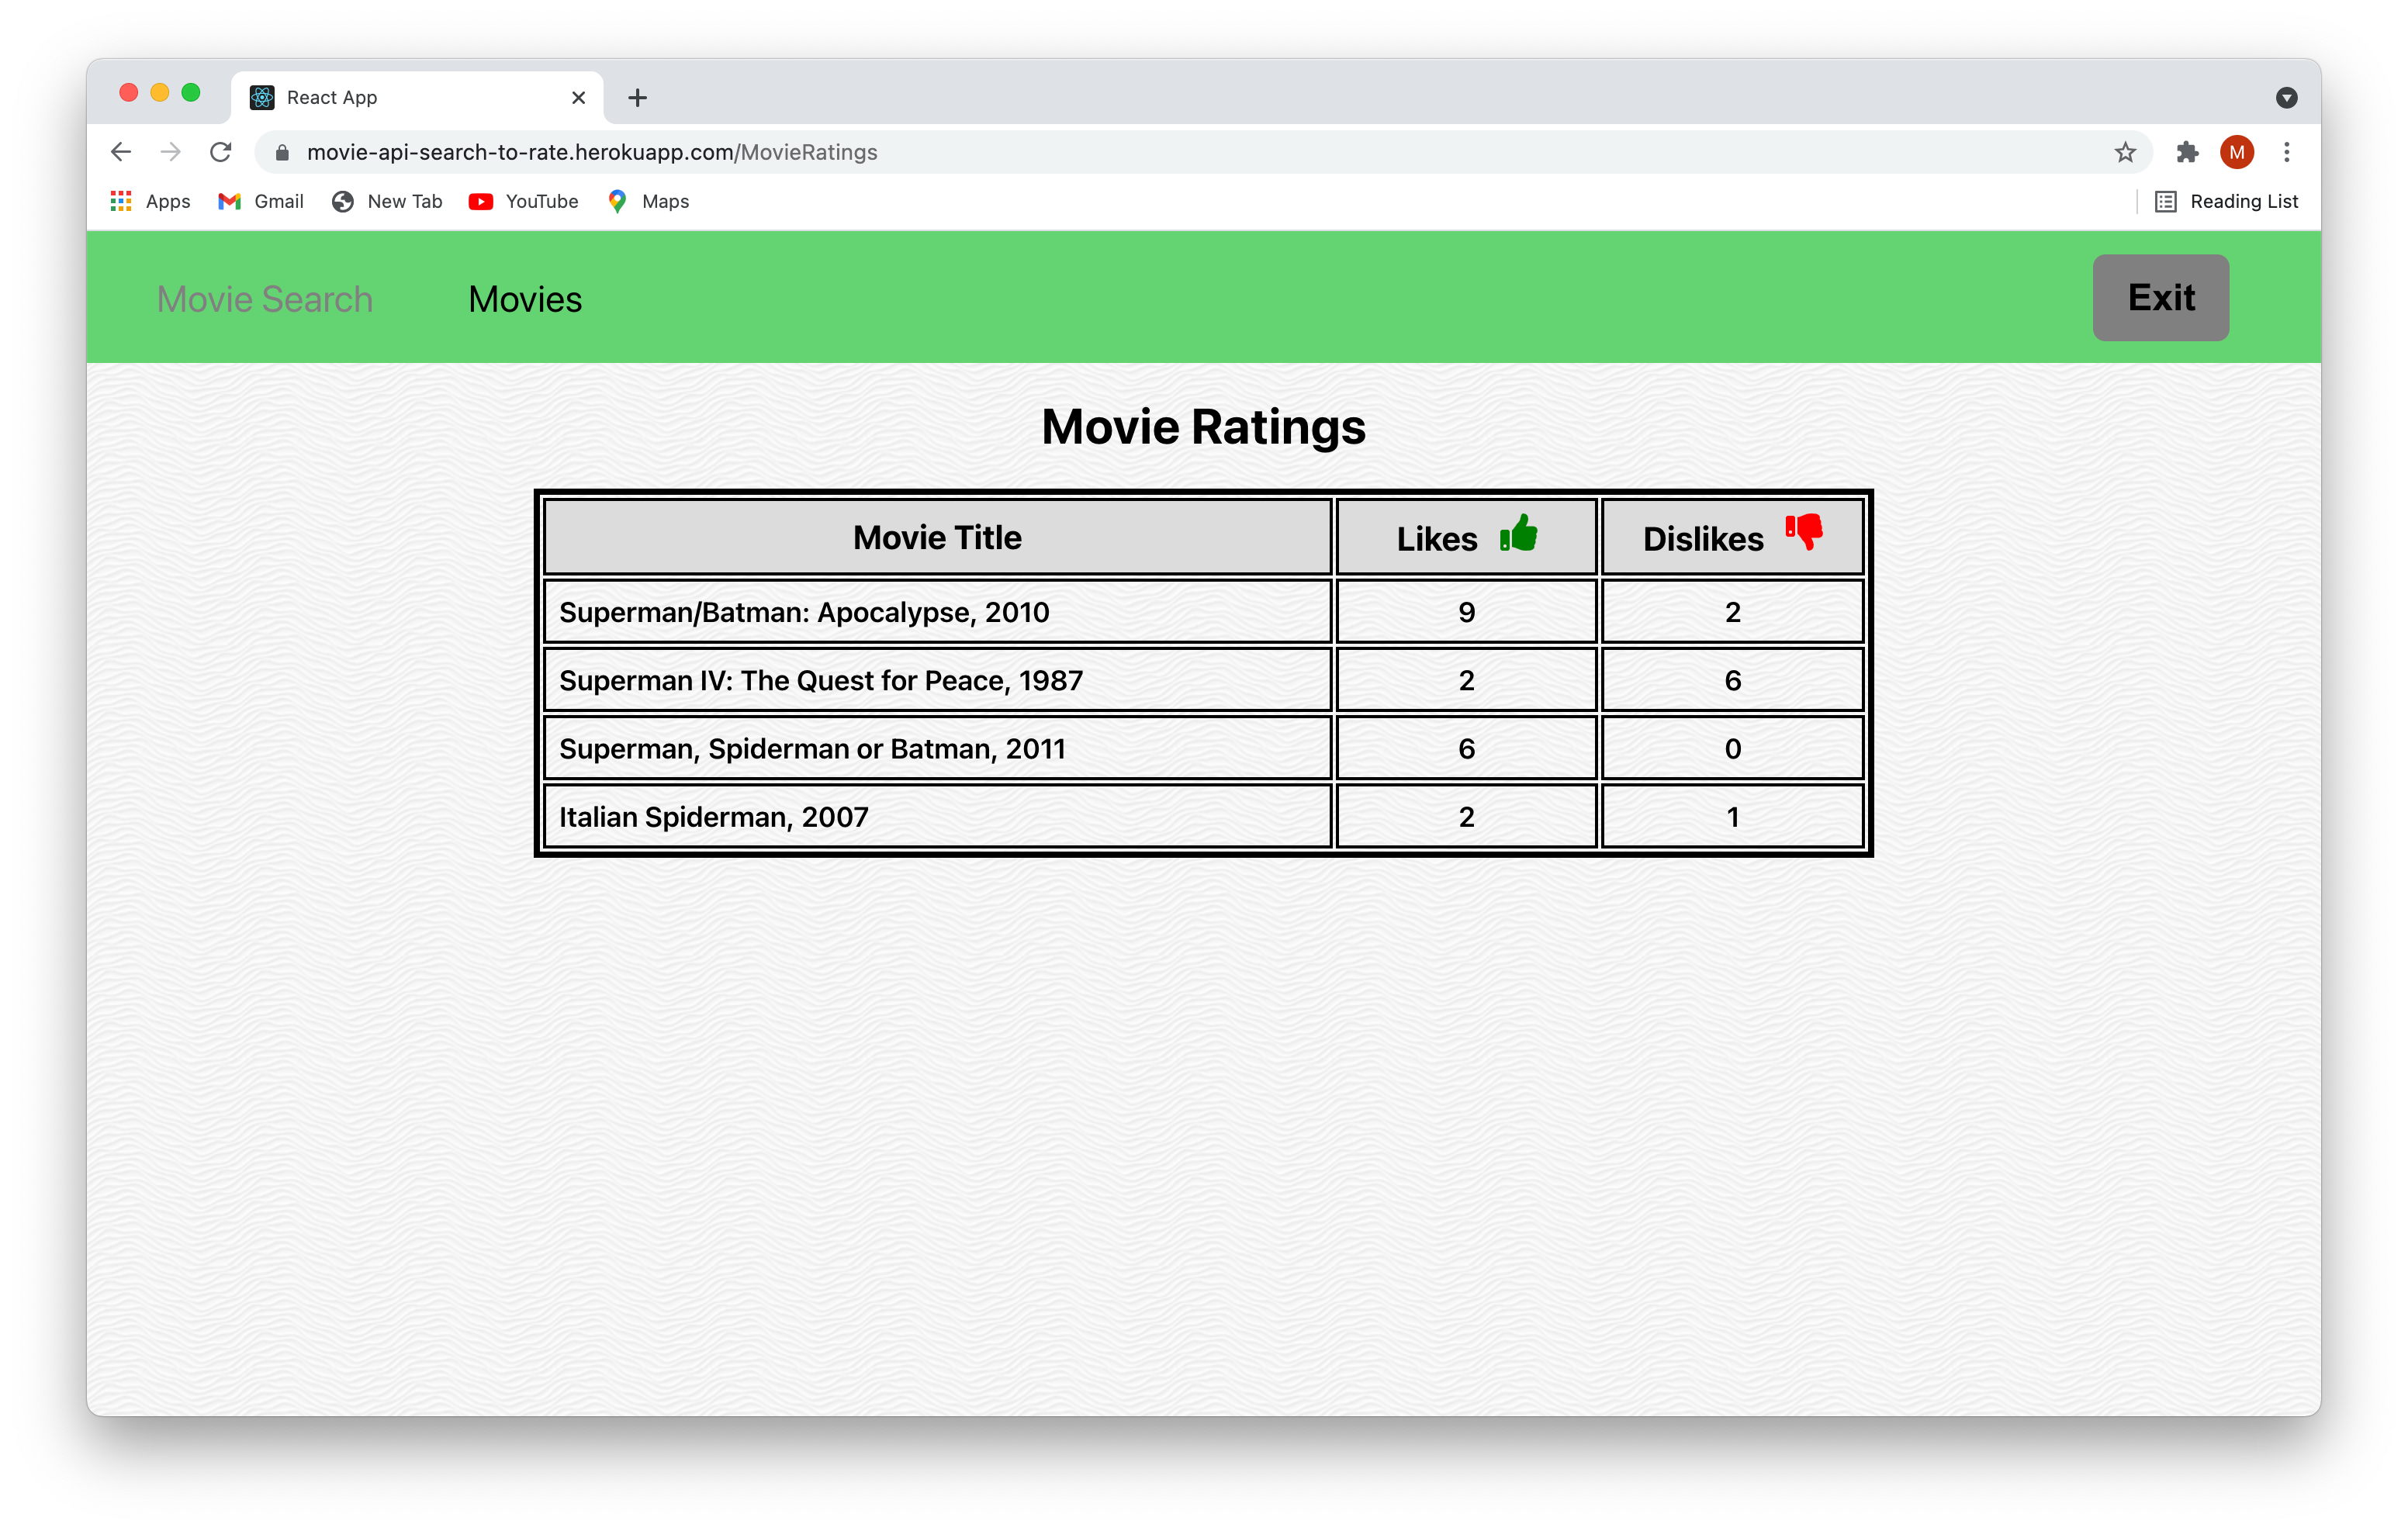 React App
movie-api-search-to-rate.herokuapp.com/MovieRatings
M
Apps Gmail New Tab YouTube Maps Reading List
Movie Search Movies Exit
Movie Ratings
Movie Title Likes Dislikes
Superman/Batman: Apocalypse, 2010 9 2
Superman IV: The Quest for Peace, 1987 2 6
Superman, Spiderman or Batman, 2011 6 0
Italian Spiderman, 2007 2 1